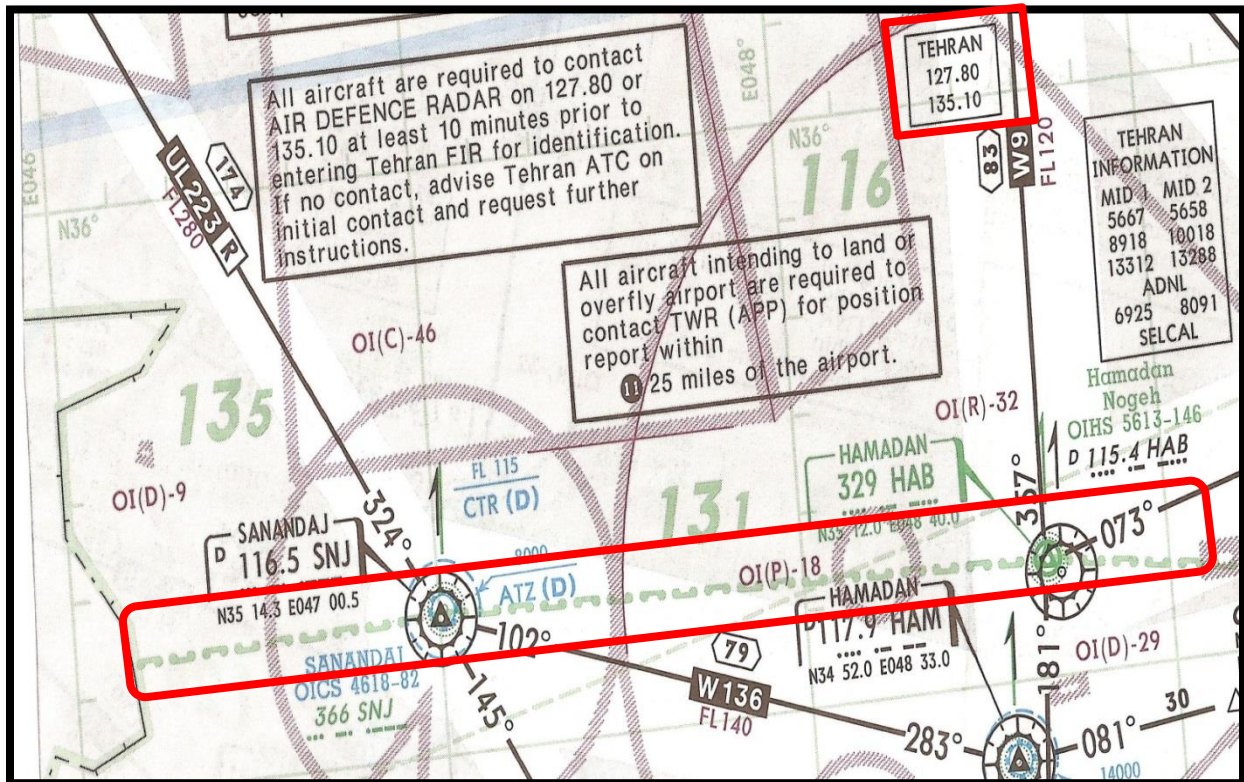 All aircraft are required to contact
AIR DEFENCE RADAR on 127.80 or
135.10 at least 10 minutes prior to
entering Tehran FIR for identification.
If no contact, advise Tehran ATC on
initial contact and request further
instructions.
E048°
TEHRAN
127.80
135.10
E046
UL2223 R
174
FL280
N36°
N36°
116
83
W9
FL120
TEHRAN
INFORMATION
MID 1 MID 2
5667 5658
8918 10018
13312 13288
ADNL
6925 8091
SELCAL
All aircraft intending to land or
overfly airport are required to
contact TWR (APP) for position
report within
11 25 miles of the airport.
OI(C)-46
135
OI(D)-9
324°
FL 115
CTR (D)
8000
ATZ (D)
SANANDAJ
D 116.5 SNJ
N35 14.3 E047 00.5
SANANDAJ
OICS 4618-82
366 SNJ
102°
145°
131
OI(P)-18
OI(R)-32
HAMADAN
329 HAB
N35 12.0 E048 40.0
Hamadan
Nogeh
OIHS 5613-146
D 115.4 HAB
357°
073°
HAMADAN
D 117.9 HAM
N34 52.0 E048 33.0
181°
OI(D)-29
79
W136
FL140
283°
081°
30
14000